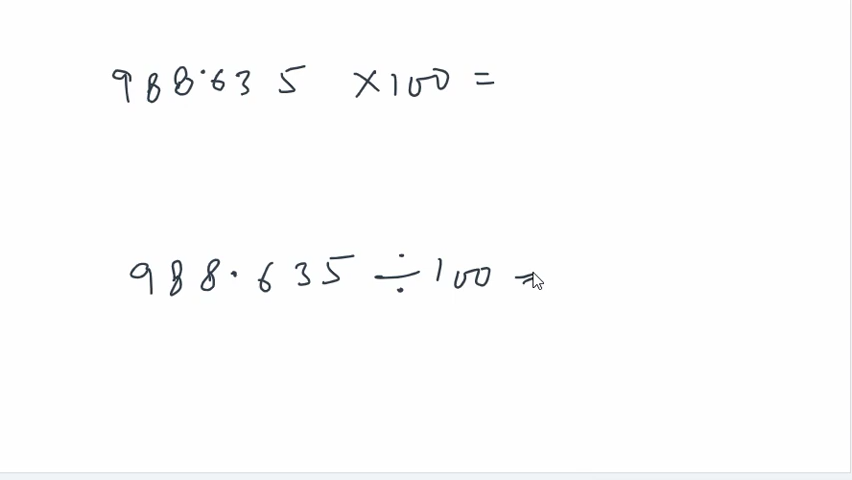 988.635 ×100 =
988.635 ÷ 100 =